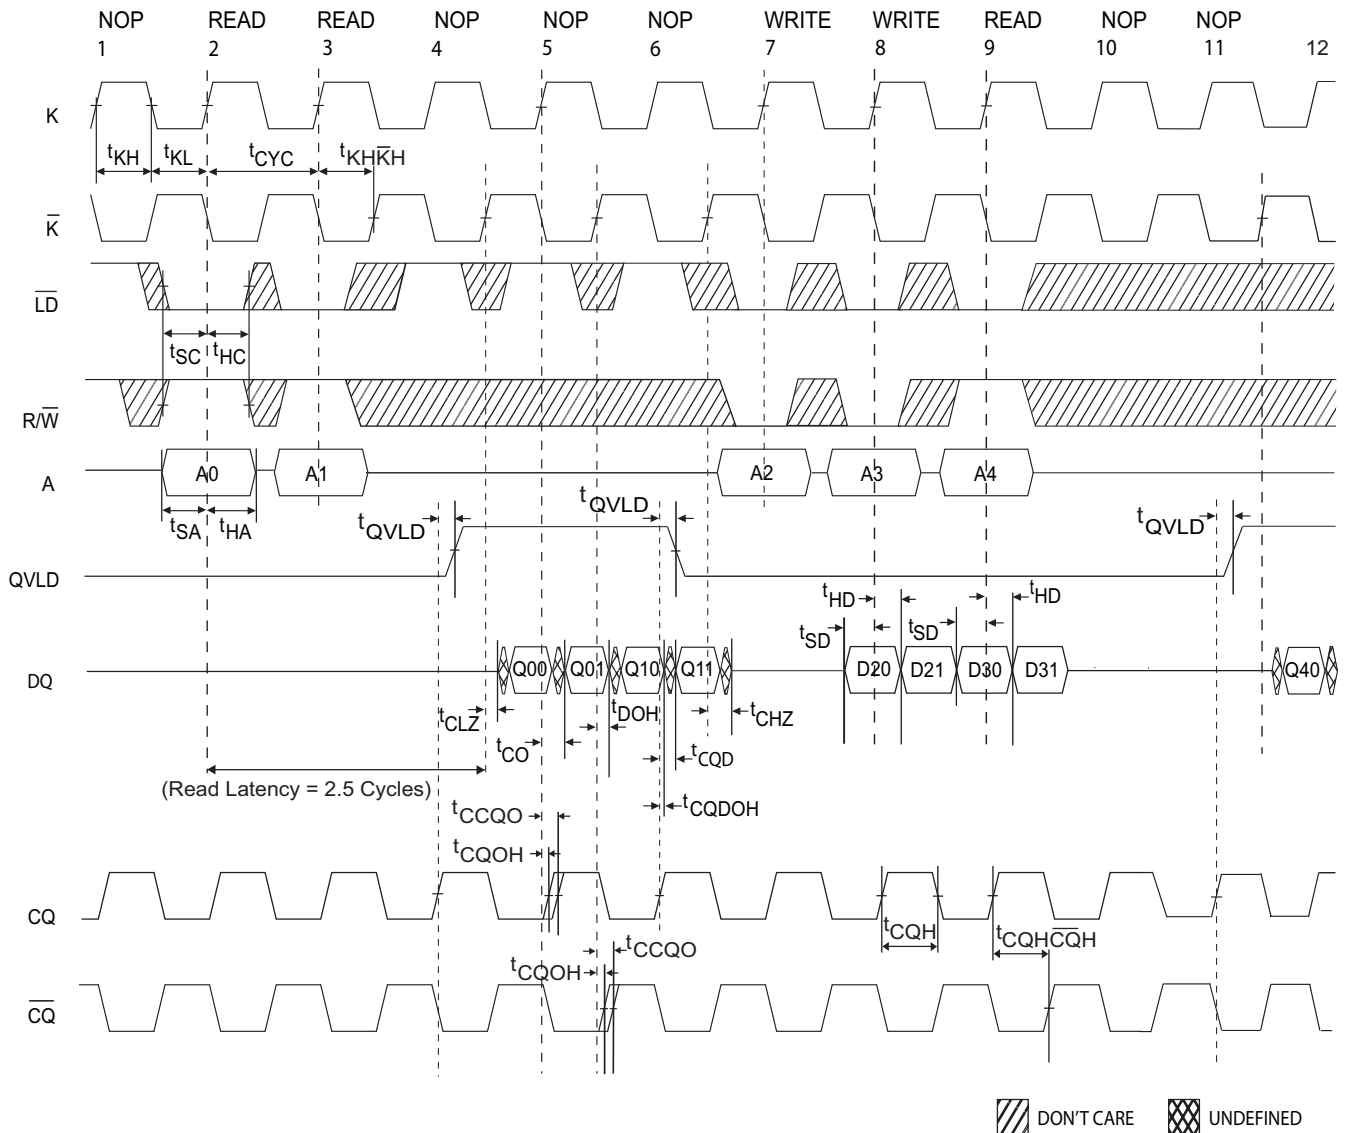 NOP READ READ NOP NOP NOP WRITE WRITE READ NOP NOP
1 2 3 4 5 6 7 8 9 10 11 12
K
tKH tKL tCYC tKHK̅H
K̅
L̅D̅
tSC tHC
R/W̅
A A0 A1 A2 A3 A4
tSA tHA tQVLD tQVLD tQVLD
QVLD
tHD tHD
tSD tSD
DQ Q00 Q01 Q10 Q11 D20 D21 D30 D31 Q40
tCLZ tDOH tCHZ
tCO tCQD
(Read Latency = 2.5 Cycles)
tCQDOH
tCCQO
tCQOH
CQ
tCQH tCQHC̅Q̅H
tCCQO
tCQOH
C̅Q̅
DON'T CARE UNDEFINED